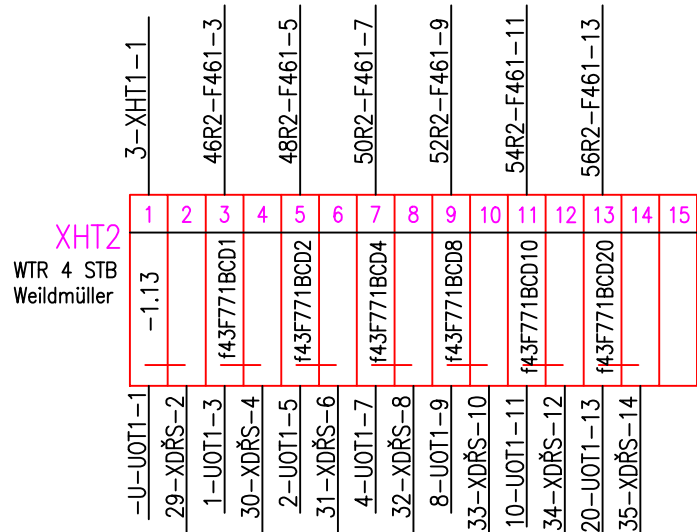 3-XHT1-1
46R2-F461-3
48R2-F461-5
50R2-F461-7
52R2-F461-9
54R2-F461-11
56R2-F461-13
1 2 3 4 5 6 7 8 9 10 11 12 13 14 15
XHT2
WTR 4 STB
Weildmüller
-1.13
f43F771BCD1
f43F771BCD2
f43F771BCD4
f43F771BCD8
f43F771BCD10
f43F771BCD20
-U-UOT1-1
29-XDŘS-2
1-UOT1-3
30-XDŘS-4
2-UOT1-5
31-XDŘS-6
4-UOT1-7
32-XDŘS-8
8-UOT1-9
33-XDŘS-10
10-UOT1-11
34-XDŘS-12
20-UOT1-13
35-XDŘS-14